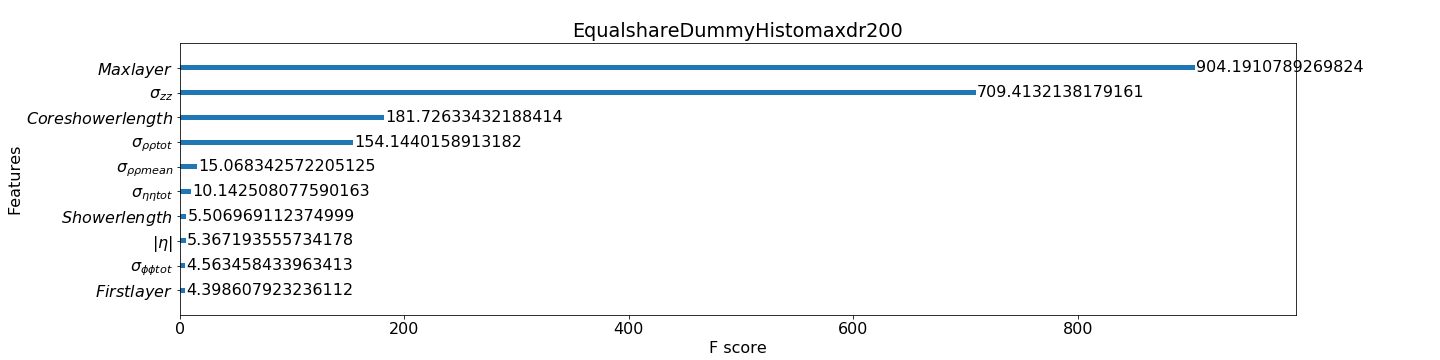 EqualshareDummyHistomaxdr200
Maxlayer 904.1910789269824
σzz 709.4132138179161
Coreshowerlength 181.72633432188414
σρρtot 154.1440158913182
σρρmean 15.068342572205125
σηηtot 10.142508077590163
Showerlength 5.506969112374999
|η| 5.367193555734178
σϕϕtot 4.563458433963413
Firstlayer 4.398607923236112
Features
0 200 400 600 800
F score